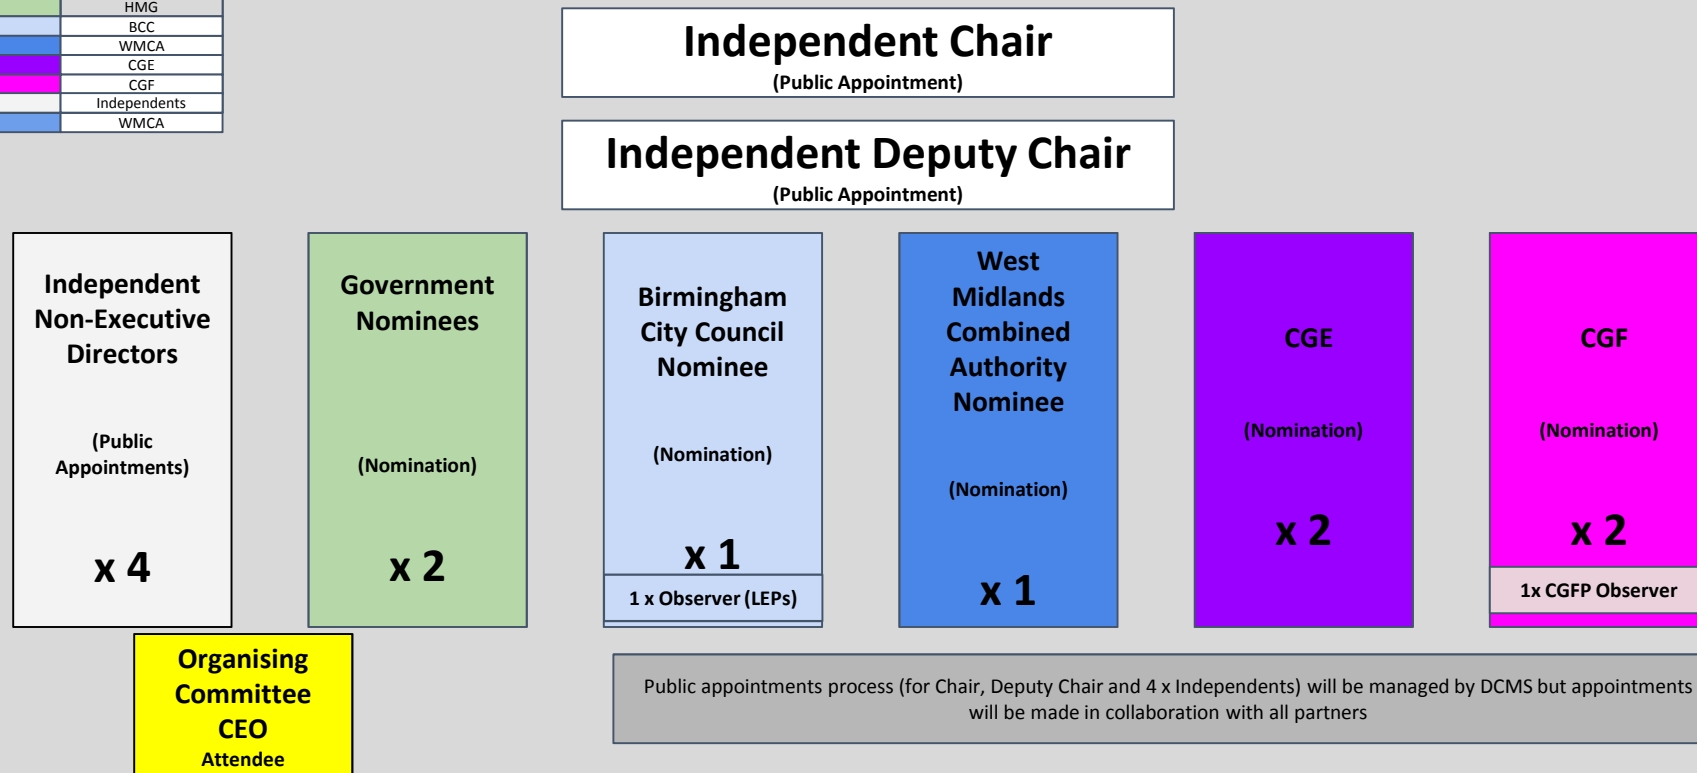 HMG
BCC
WMCA
CGE
CGF
Independents
WMCA
Independent Chair
(Public Appointment)
Independent Deputy Chair
(Public Appointment)
Independent
Non-Executive
Directors
(Public
Appointments)
x 4
Government
Nominees
(Nomination)
x 2
Birmingham
City Council
Nominee
(Nomination)
x 1
1 x Observer (LEPs)
West
Midlands
Combined
Authority
Nominee
(Nomination)
x 1
CGE
(Nomination)
x 2
CGF
(Nomination)
x 2
1x CGFP Observer
Organising
Committee
CEO
Attendee
Public appointments process (for Chair, Deputy Chair and 4 x Independents) will be managed by DCMS but appointments
will be made in collaboration with all partners